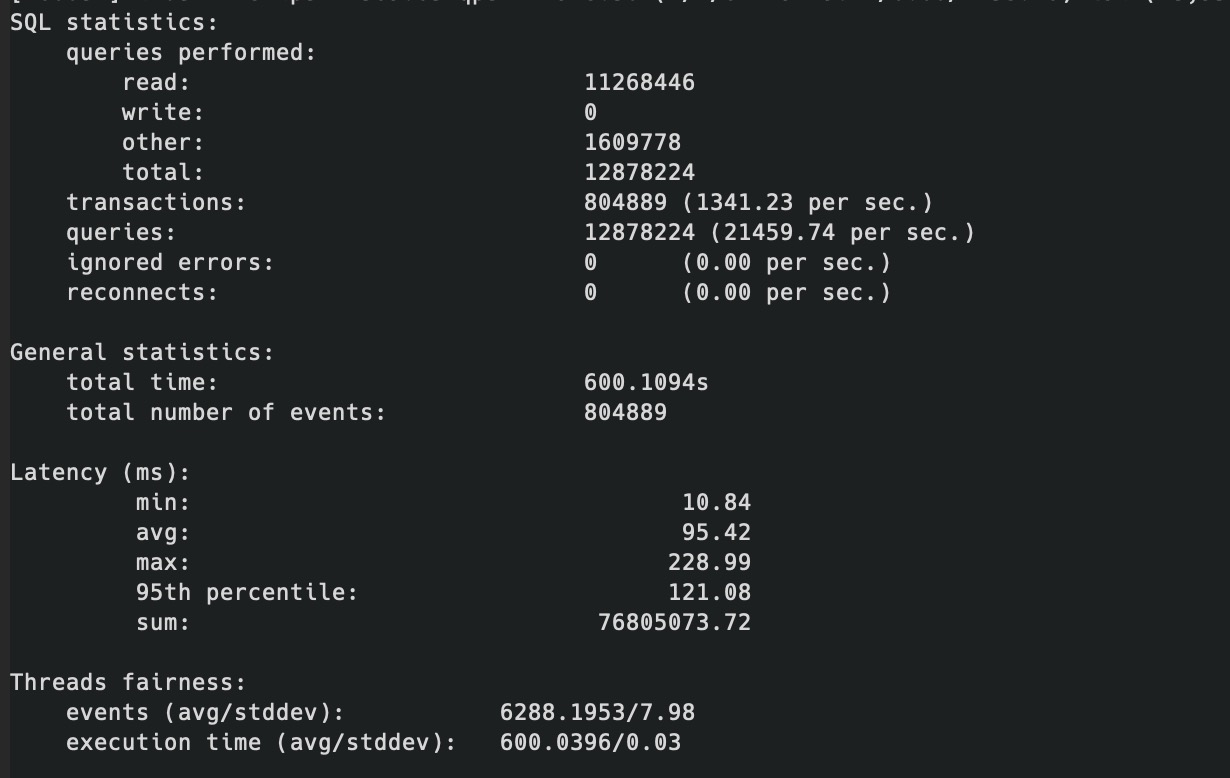 SQL statistics:
    queries performed:
        read:                            11268446
        write:                           0
        other:                           1609778
        total:                           12878224
    transactions:                        804889 (1341.23 per sec.)
    queries:                             12878224 (21459.74 per sec.)
    ignored errors:                      0      (0.00 per sec.)
    reconnects:                          0      (0.00 per sec.)

General statistics:
    total time:                          600.1094s
    total number of events:              804889

Latency (ms):
         min:                                   10.84
         avg:                                   95.42
         max:                                  228.99
         95th percentile:                      121.08
         sum:                             76805073.72

Threads fairness:
    events (avg/stddev):           6288.1953/7.98
    execution time (avg/stddev):   600.0396/0.03